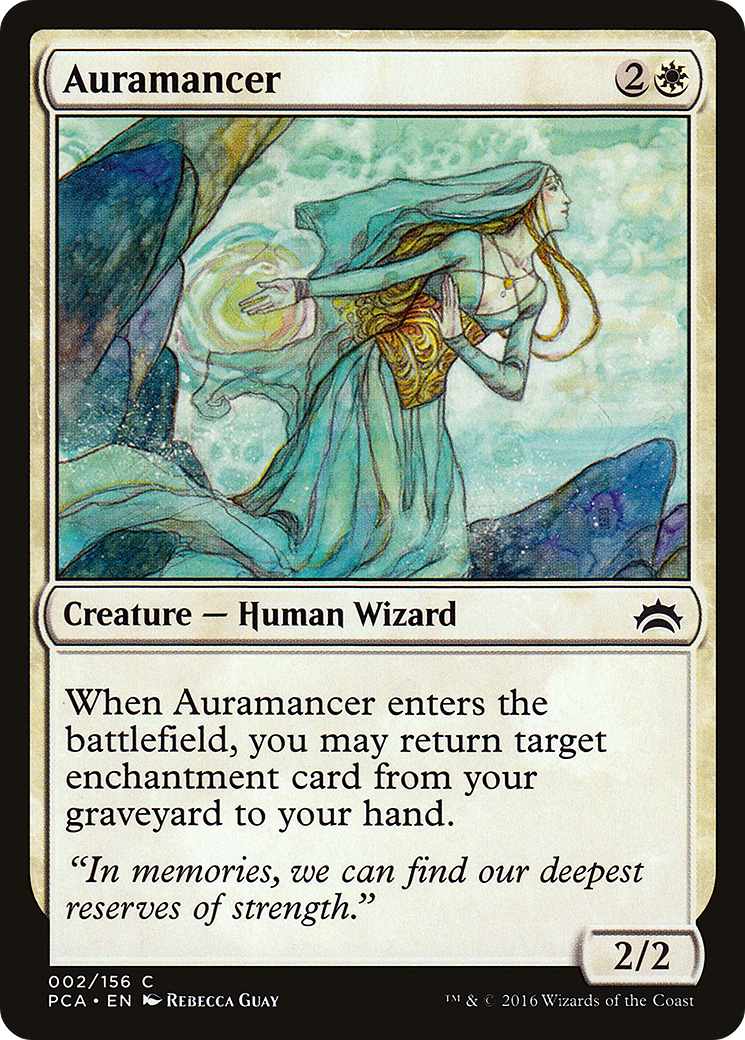 Auramancer 2
Creature — Human Wizard
When Auramancer enters the
battlefield, you may return target
enchantment card from your
graveyard to your hand.
“In memories, we can find our deepest
reserves of strength.”
2/2
002/156 C
PCA • EN Rebecca Guay ™ & © 2016 Wizards of the Coast